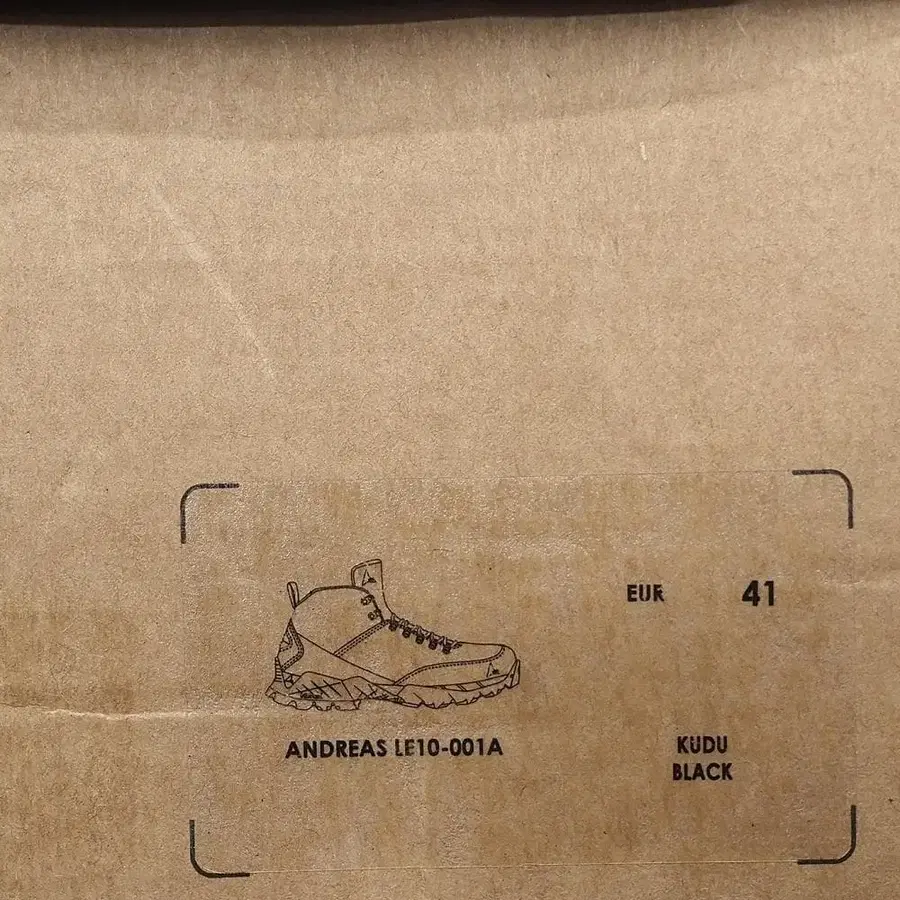 EUR 41
ANDREAS LE10-001A
KUDU
BLACK